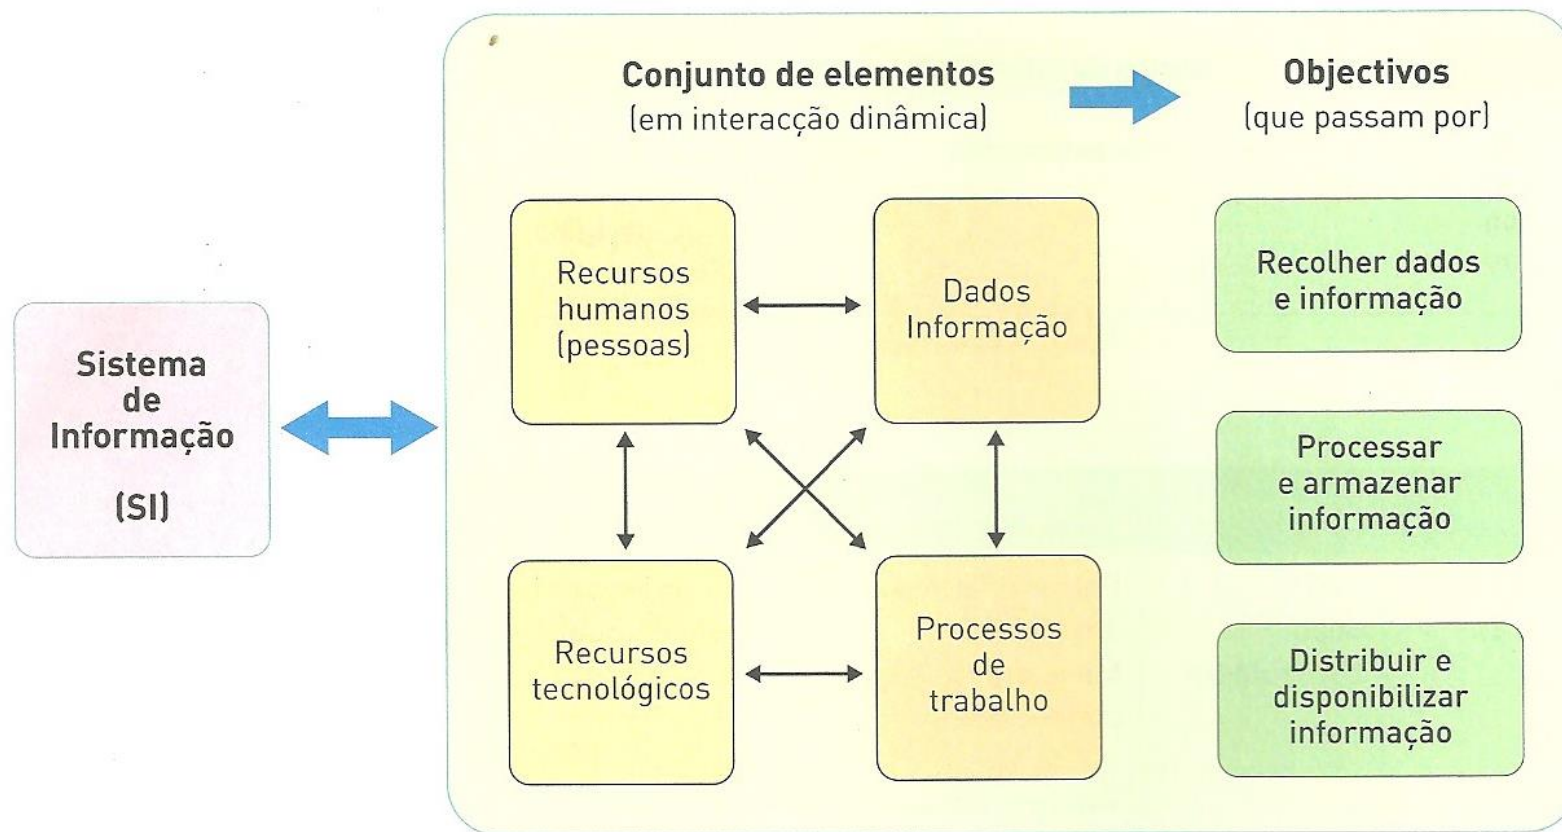 Conjunto de elementos
(em interacção dinâmica)
Objectivos
(que passam por)
Sistema
de
Informação
(SI)
Recursos
humanos
(pessoas)
Dados
Informação
Recursos
tecnológicos
Processos
de
trabalho
Recolher dados
e informação
Processar
e armazenar
informação
Distribuir e
disponibilizar
informação